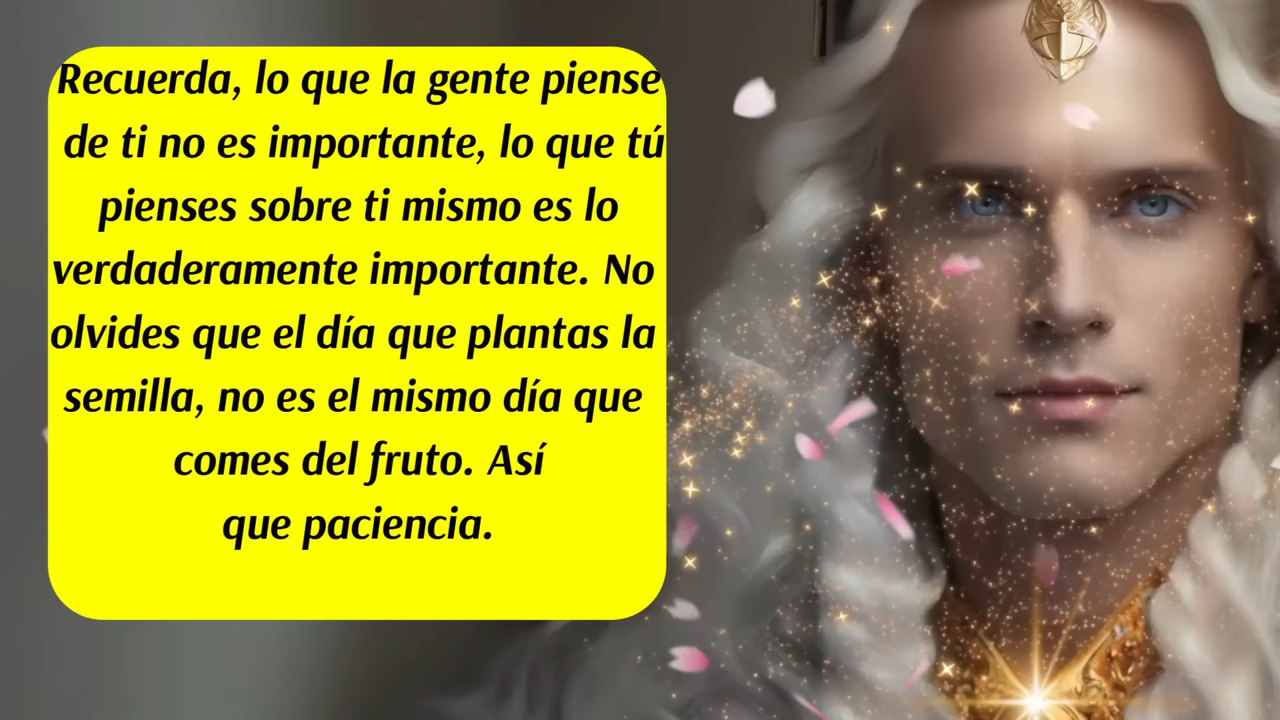 Recuerda, lo que la gente piense
de ti no es importante, lo que tú
pienses sobre ti mismo es lo
verdaderamente importante. No
olvides que el día que plantas la
semilla, no es el mismo día que
comes del fruto. Así
que paciencia.